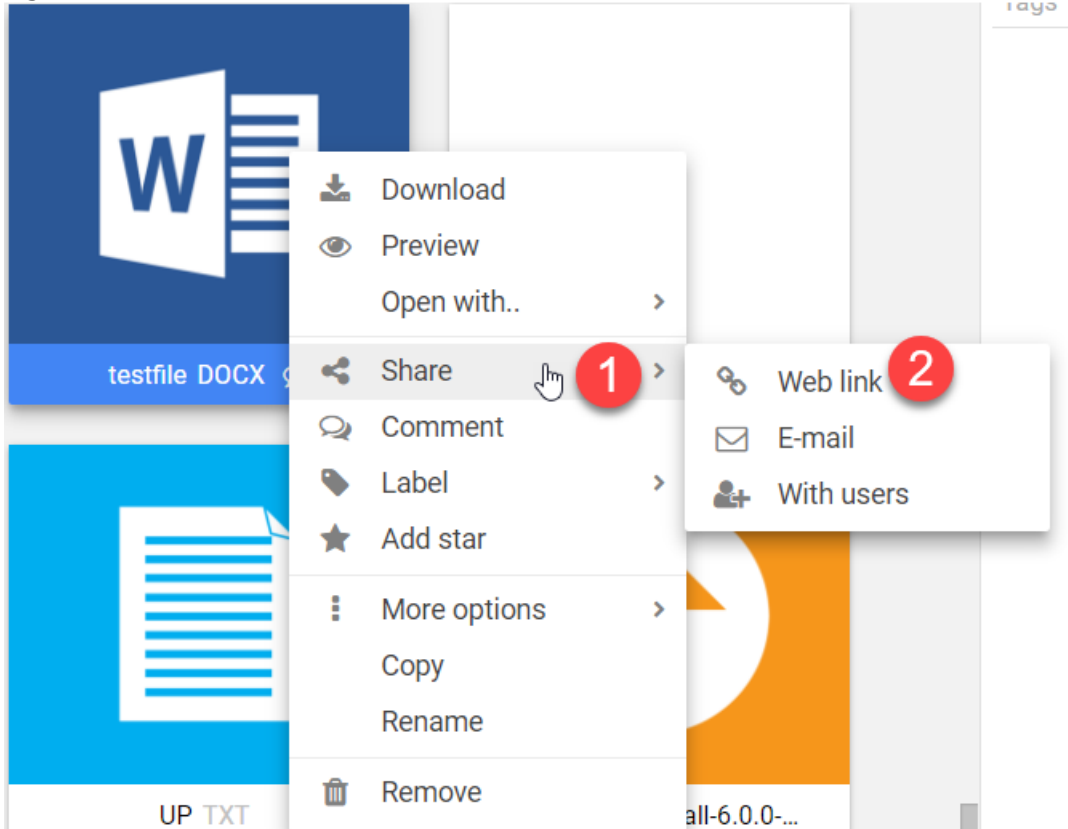 Tags
W
Download
Preview
Open with..
testfile DOCX
Share
1
Web link
2
Comment
E-mail
Label
With users
Add star
More options
Copy
Rename
Remove
UP TXT
all-6.0.0-...